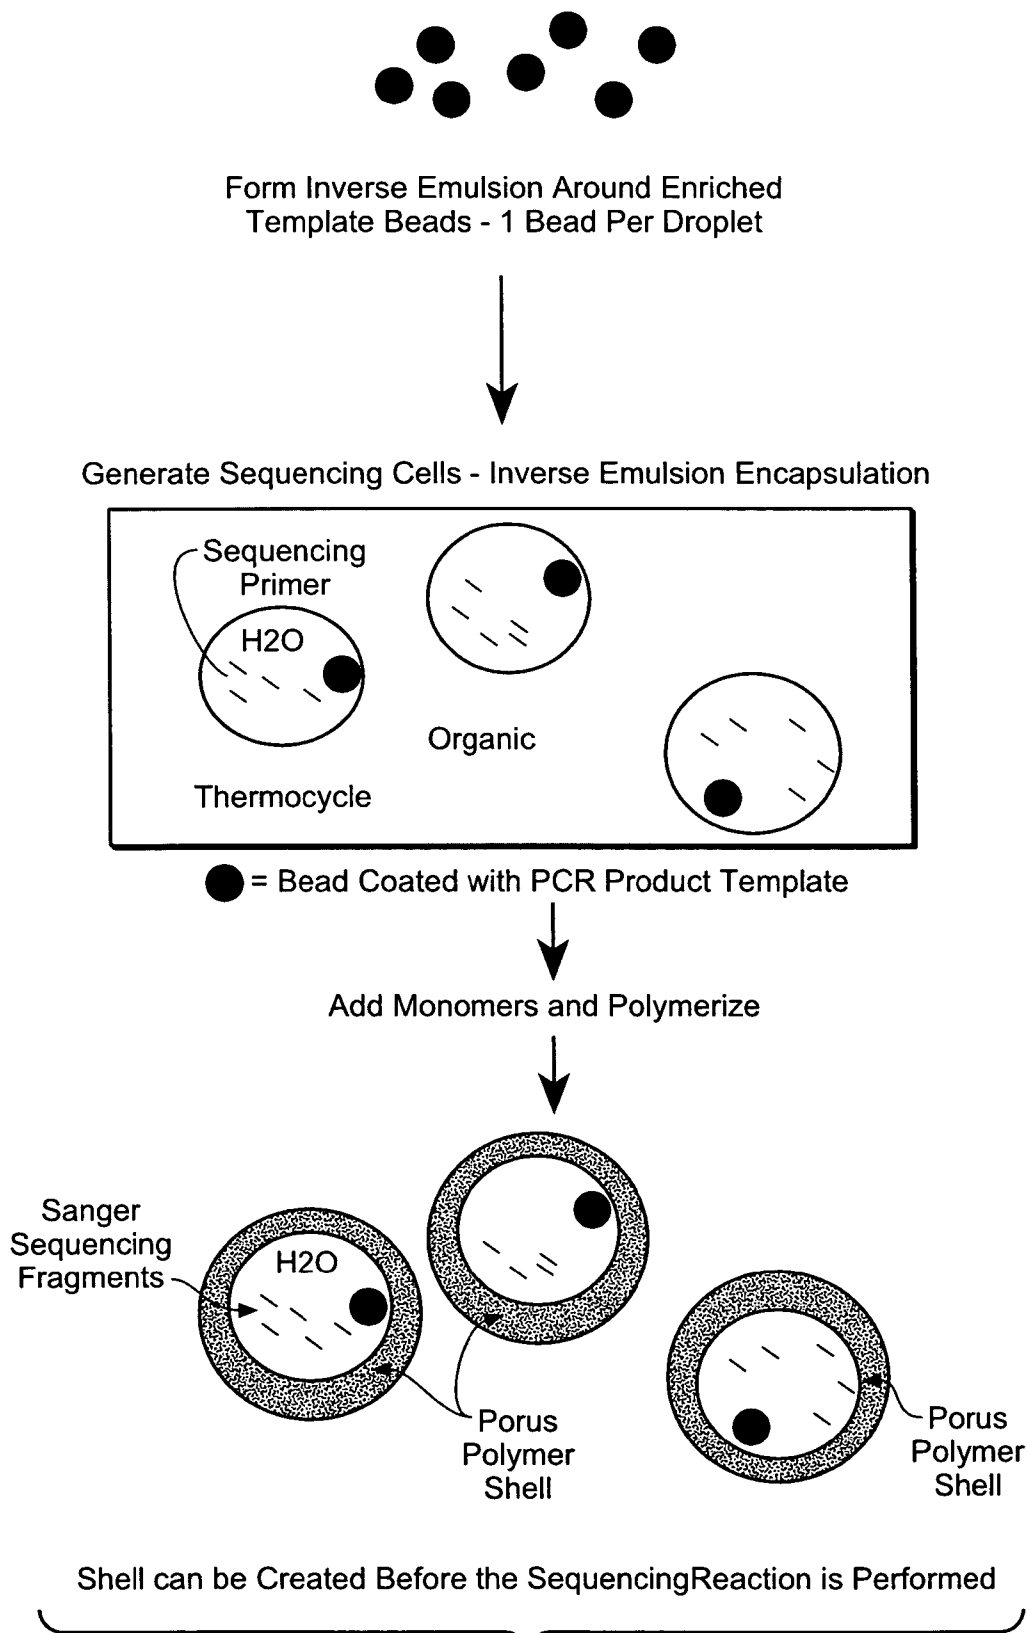 Form Inverse Emulsion Around Enriched
Template Beads - 1 Bead Per Droplet
Generate Sequencing Cells - Inverse Emulsion Encapsulation
Sequencing
Primer
H2O
Organic
Thermocycle
= Bead Coated with PCR Product Template
Add Monomers and Polymerize
Sanger
Sequencing
Fragments
H2O
Porus
Polymer
Shell
Porus
Polymer
Shell
Shell can be Created Before the SequencingReaction is Performed